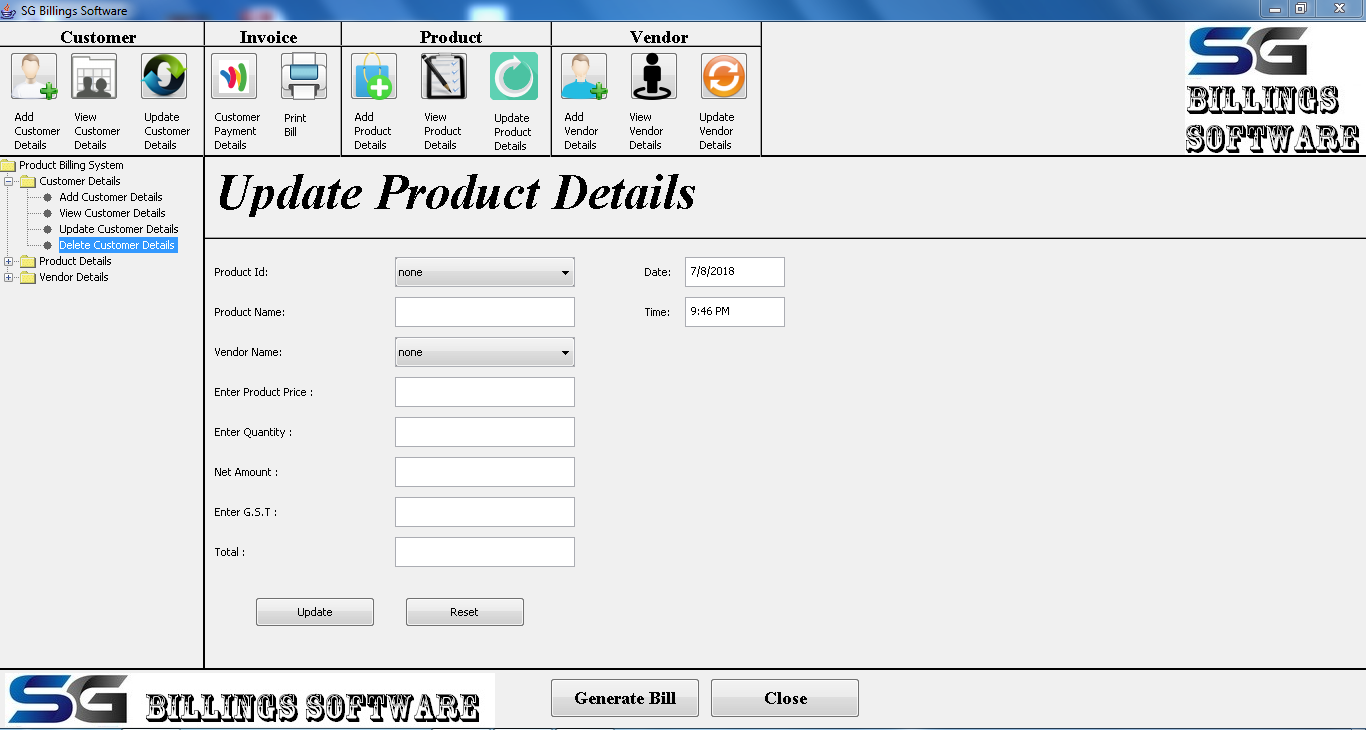 SG Billings Software
Customer
Invoice
Product
Vendor
Add
Customer
Details
View
Customer
Details
Update
Customer
Details
Customer
Payment
Details
Print
Bill
Add
Product
Details
View
Product
Details
Update
Product
Details
Add
Vendor
Details
View
Vendor
Details
Update
Vendor
Details
SG
BILLINGS
SOFTWARE
Product Billing System
Customer Details
Add Customer Details
View Customer Details
Update Customer Details
Delete Customer Details
Product Details
Vendor Details
Update Product Details
Product Id:
none
Date:
7/8/2018
Product Name:
Time:
9:46 PM
Vendor Name:
none
Enter Product Price :
Enter Quantity :
Net Amount :
Enter G.S.T :
Total :
Update
Reset
SG BILLINGS SOFTWARE
Generate Bill
Close